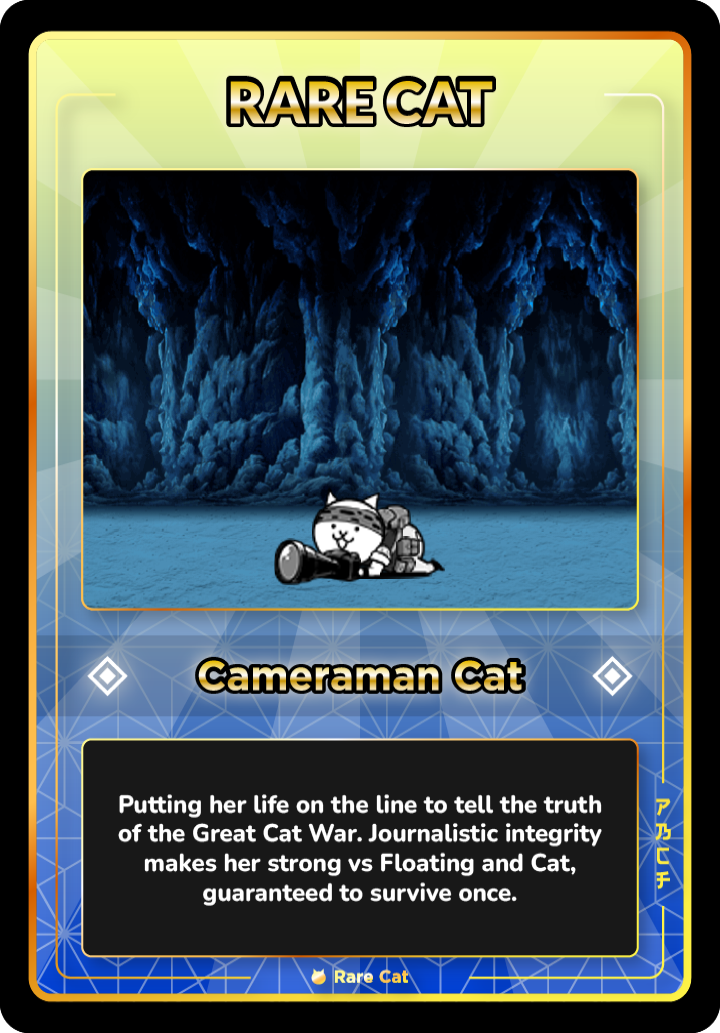 RARE CAT
Cameraman Cat
Putting her life on the line to tell the truth
of the Great Cat War. Journalistic integrity
makes her strong vs Floating and Cat,
guaranteed to survive once.
Rare Cat